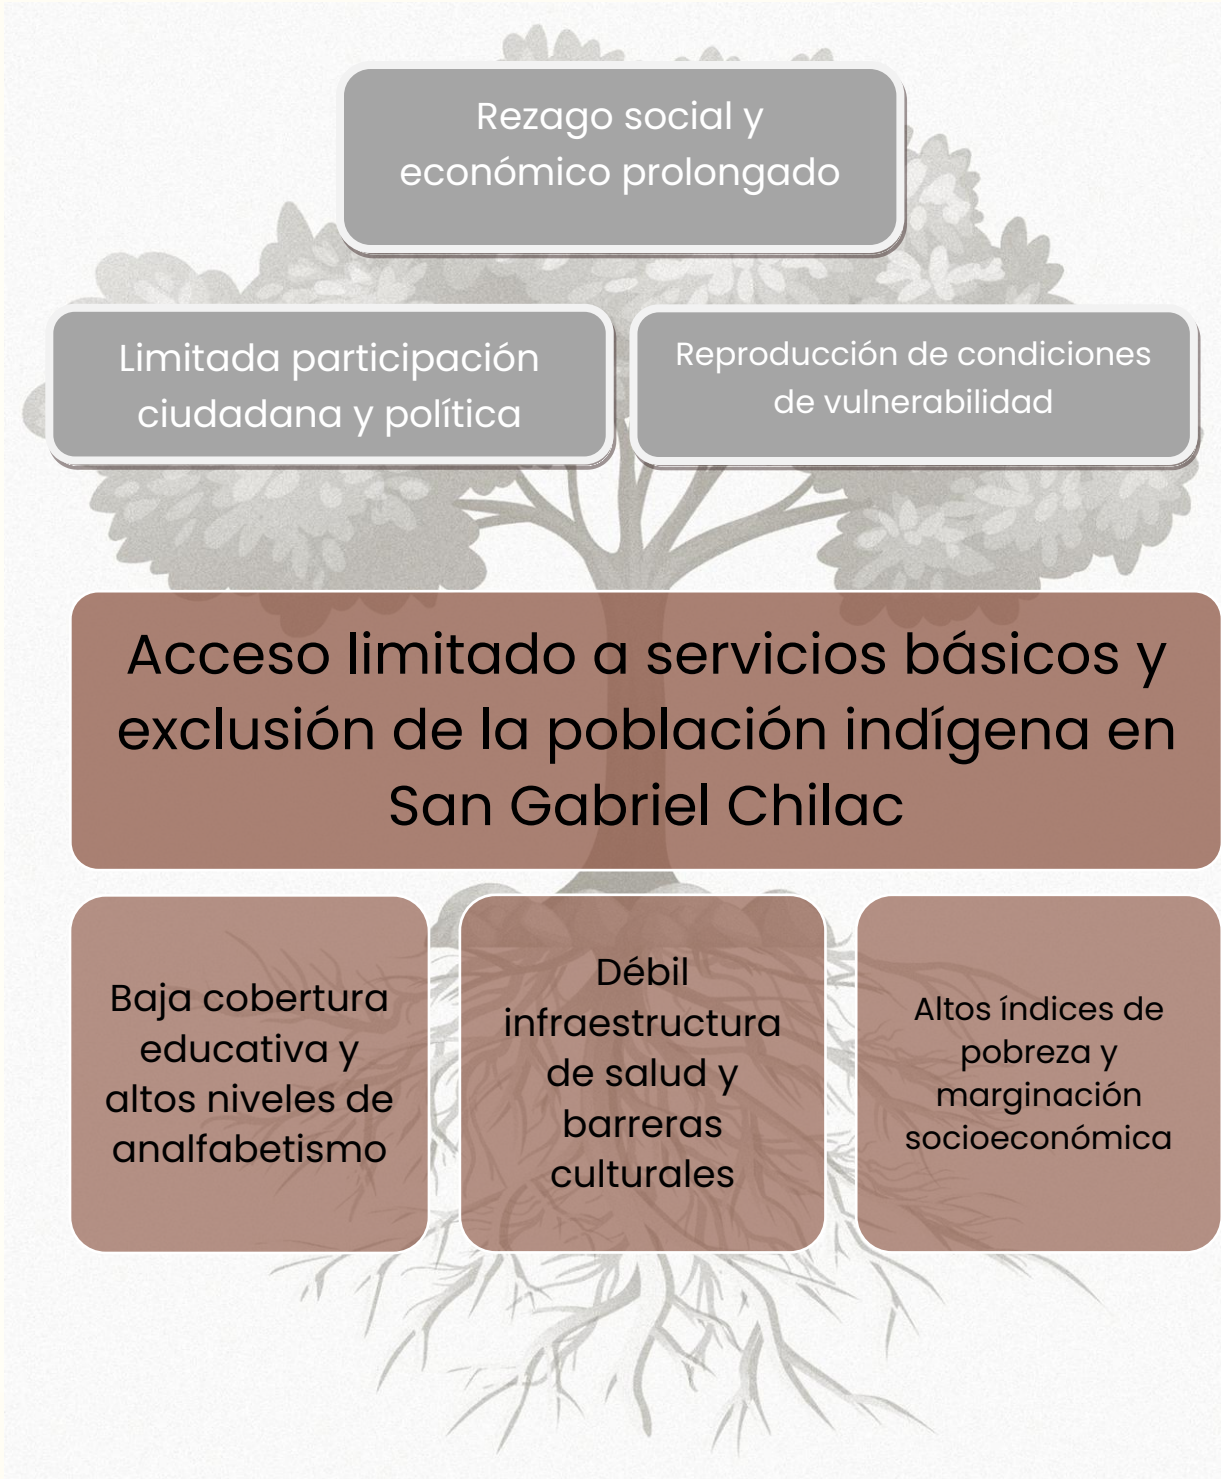 Rezago social y
económico prolongado
Limitada participación
ciudadana y política
Reproducción de condiciones
de vulnerabilidad
Acceso limitado a servicios básicos y
exclusión de la población indígena en
San Gabriel Chilac
Baja cobertura
educativa y
altos niveles de
analfabetismo
Débil
infraestructura
de salud y
barreras
culturales
Altos índices de
pobreza y
marginación
socioeconómica